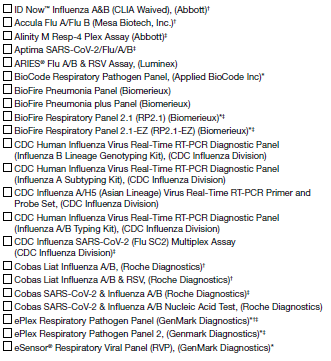 ☐ ID Now™ Influenza A&B (CLIA Waived), (Abbott)†
☐ Accula Flu A/Flu B (Mesa Biotech, Inc.)†
☐ Alinity M Resp-4 Plex Assay (Abbott)‡
☐ Aptima SARS-CoV-2/Flu/A/B‡
☐ ARIES® Flu A/B & RSV Assay, (Luminex)
☐ BioCode Respiratory Pathogen Panel, (Applied BioCode Inc)*
☐ BioFire Pneumonia Panel (Biomerieux)
☐ BioFire Pneumonia plus Panel (Biomerieux)
☐ BioFire Respiratory Panel 2.1 (RP2.1) (Biomerieux)*‡
☐ BioFire Respiratory Panel 2.1-EZ (RP2.1-EZ) (Biomerieux)*‡
☐ CDC Human Influenza Virus Real-Time RT-PCR Diagnostic Panel
(Influenza B Lineage Genotyping Kit), (CDC Influenza Division)
☐ CDC Human Influenza Virus Real-Time RT-PCR Diagnostic Panel
(Influenza A Subtyping Kit), (CDC Influenza Division)
☐ CDC Influenza A/H5 (Asian Lineage) Virus Real-Time RT-PCR Primer and
Probe Set, (CDC Influenza Division)
☐ CDC Human Influenza Virus Real-Time RT-PCR Diagnostic Panel
(Influenza A/B Typing Kit), (CDC Influenza Division)
☐ CDC Influenza SARS-CoV-2 (Flu SC2) Multiplex Assay
(CDC Influenza Division)‡
☐ Cobas Liat Influenza A/B, (Roche Diagnostics)†
☐ Cobas Liat Influenza A/B & RSV, (Roche Diagnostics)†
☐ Cobas SARS-CoV-2 & Influenza A/B (Roche Diagnostics)‡
☐ Cobas SARS-CoV-2 & Influenza A/B Nucleic Acid Test, (Roche Diagnostics)
☐ ePlex Respiratory Pathogen Panel (GenMark Diagnostics)*†‡
☐ ePlex Respiratory Pathogen Panel 2, (Genmark Diagnostics)*‡
☐ eSensor® Respiratory Viral Panel (RVP), (GenMark Diagnostics)*